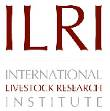 ILRI
INTERNATIONAL
LIVESTOCK RESEARCH
INSTITUTE